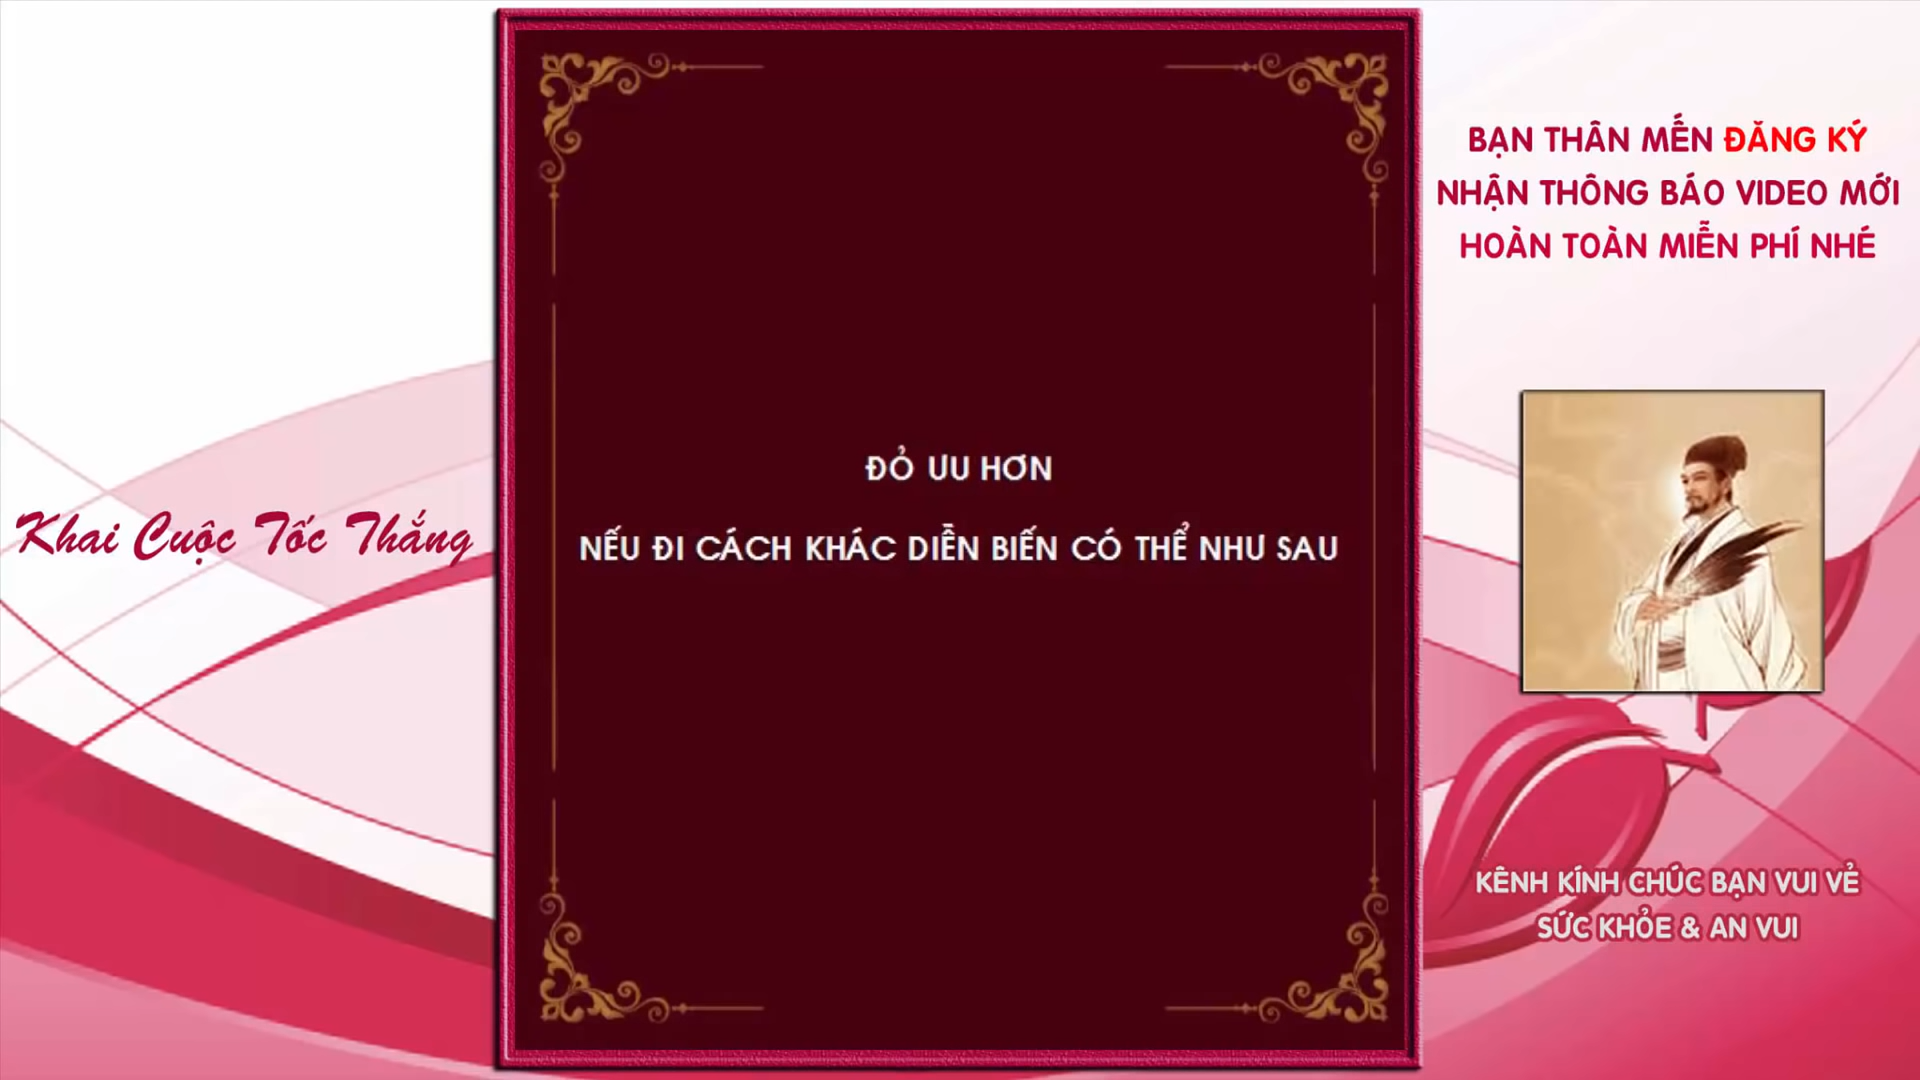 Khai Cuộc Tốc Thắng
ĐỎ ƯU HƠN
NẾU ĐI CÁCH KHÁC DIỄN BIẾN CÓ THỂ NHƯ SAU
BẠN THÂN MẾN ĐĂNG KÝ
NHẬN THÔNG BÁO VIDEO MỚI
HOÀN TOÀN MIỄN PHÍ NHÉ
KÊNH KÍNH CHÚC BẠN VUI VẺ
SỨC KHỎE & AN VUI